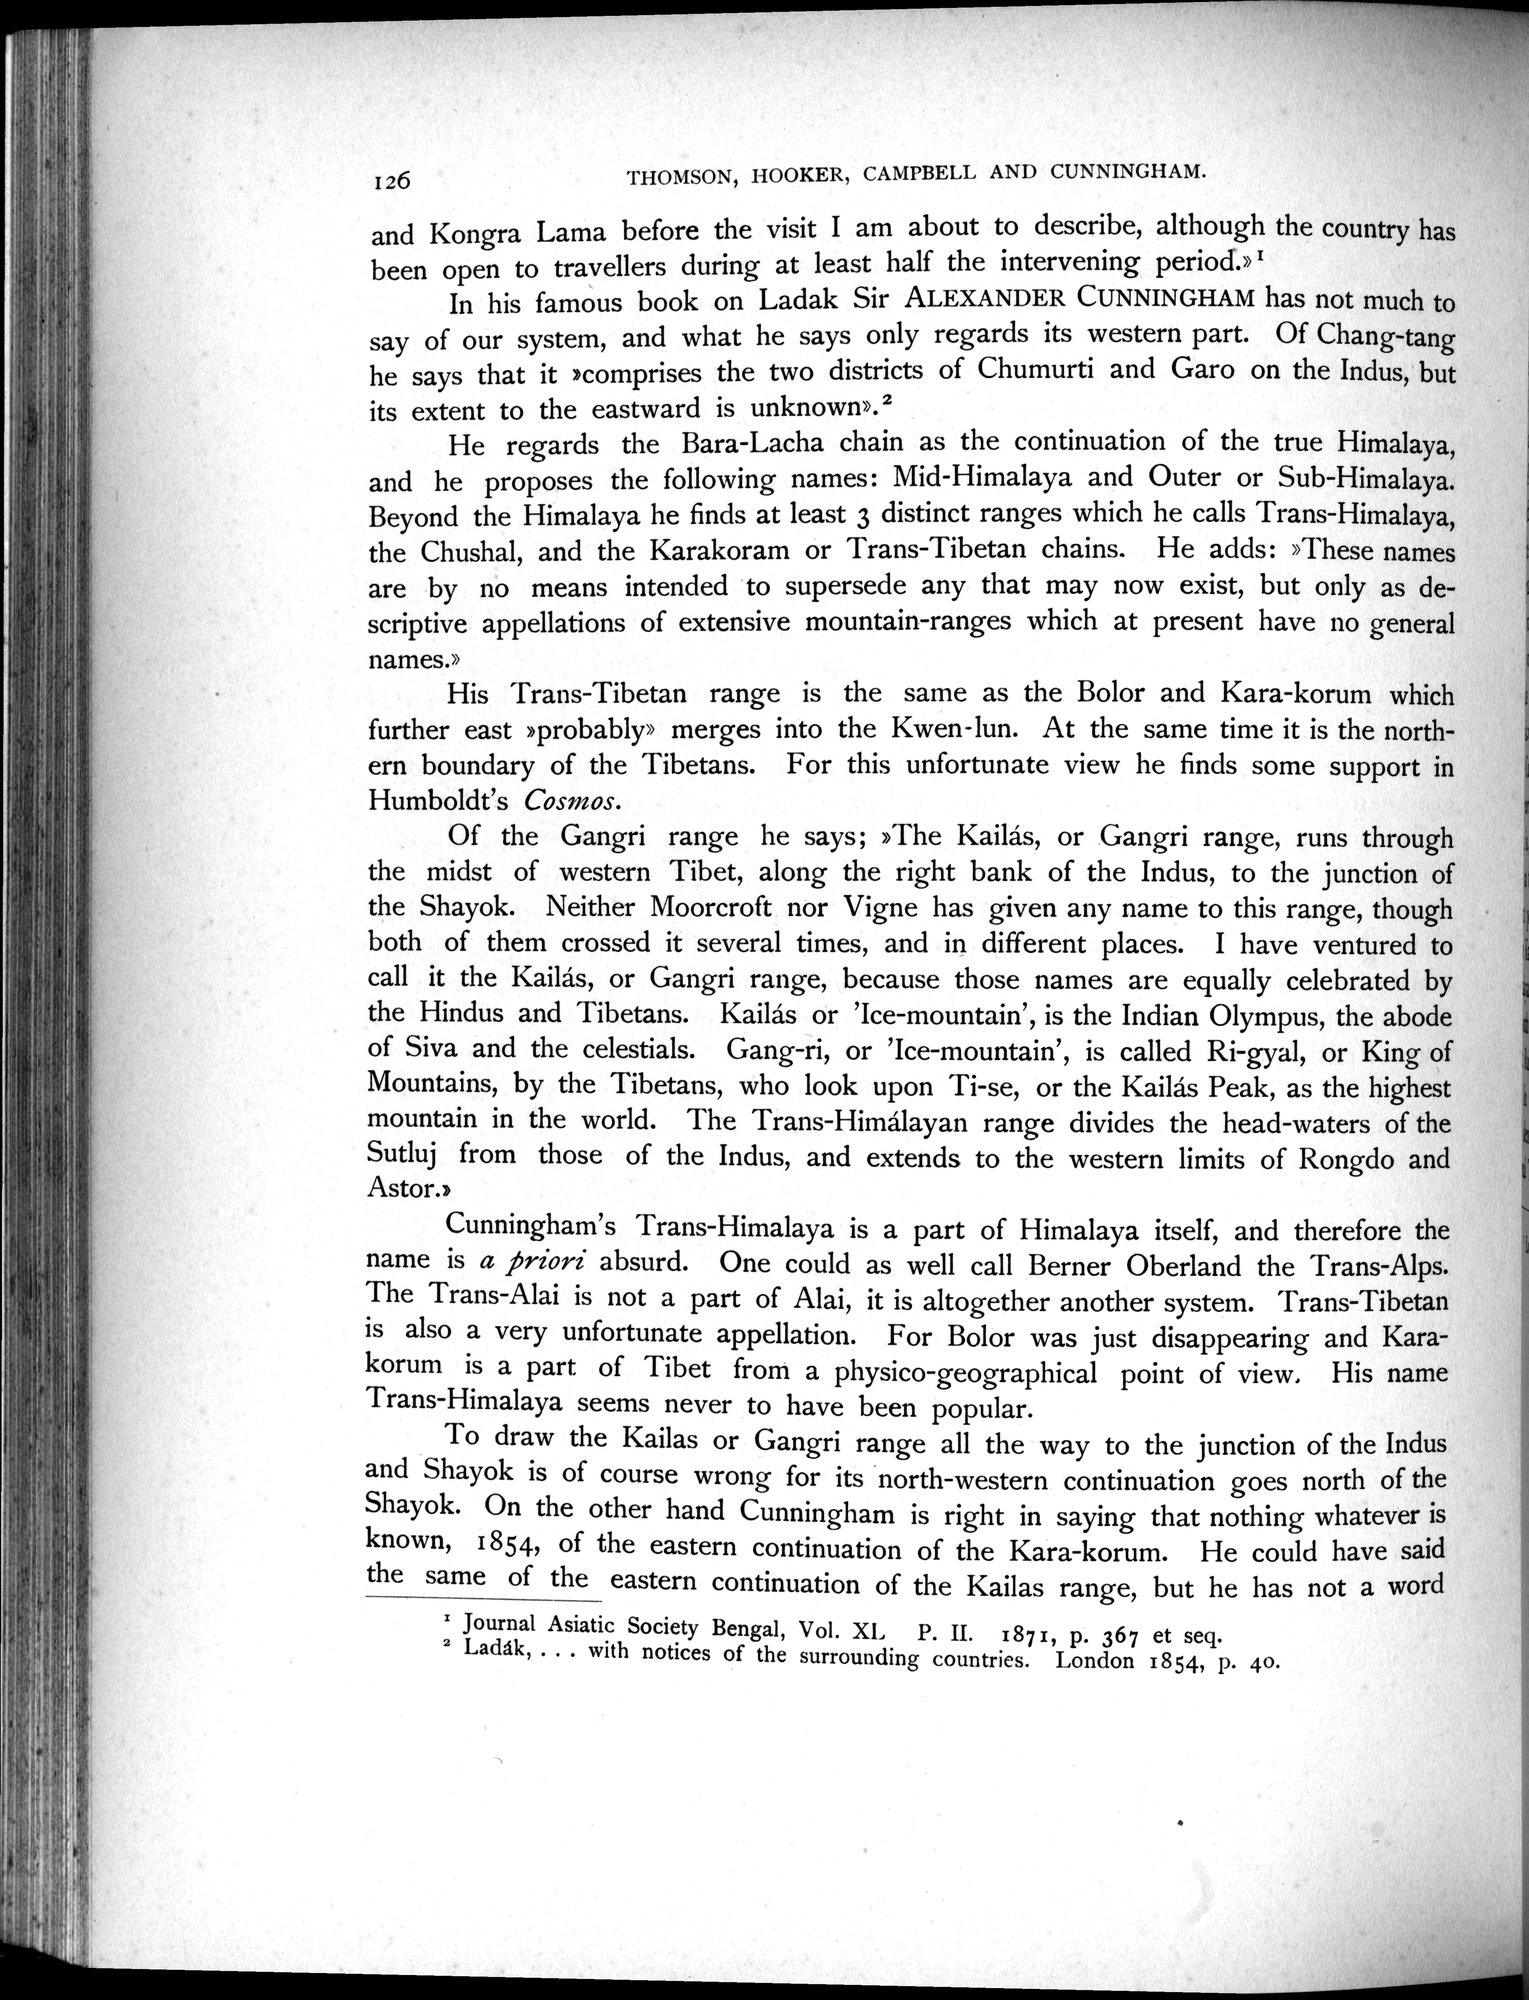 126 THOMSON, HOOKER, CAMPBELL AND CUNNINGHAM.
and Kongra Lama before the visit I am about to describe, although the country has
been open to travellers during at least half the intervening period.»¹
In his famous book on Ladak Sir ALEXANDER CUNNINGHAM has not much to
say of our system, and what he says only regards its western part. Of Chang-tang
he says that it »comprises the two districts of Chumurti and Garo on the Indus, but
its extent to the eastward is unknown».²
He regards the Bara-Lacha chain as the continuation of the true Himalaya,
and he proposes the following names: Mid-Himalaya and Outer or Sub-Himalaya.
Beyond the Himalaya he finds at least 3 distinct ranges which he calls Trans-Himalaya,
the Chushal, and the Karakoram or Trans-Tibetan chains. He adds: »These names
are by no means intended to supersede any that may now exist, but only as de-
scriptive appellations of extensive mountain-ranges which at present have no general
names.»
His Trans-Tibetan range is the same as the Bolor and Kara-korum which
further east »probably» merges into the Kwen-lun. At the same time it is the north-
ern boundary of the Tibetans. For this unfortunate view he finds some support in
Humboldt's Cosmos.
Of the Gangri range he says; »The Kailás, or Gangri range, runs through
the midst of western Tibet, along the right bank of the Indus, to the junction of
the Shayok. Neither Moorcroft nor Vigne has given any name to this range, though
both of them crossed it several times, and in different places. I have ventured to
call it the Kailás, or Gangri range, because those names are equally celebrated by
the Hindus and Tibetans. Kailás or 'Ice-mountain', is the Indian Olympus, the abode
of Siva and the celestials. Gang-ri, or 'Ice-mountain', is called Ri-gyal, or King of
Mountains, by the Tibetans, who look upon Ti-se, or the Kailás Peak, as the highest
mountain in the world. The Trans-Himálayan range divides the head-waters of the
Sutluj from those of the Indus, and extends to the western limits of Rongdo and
Astor.»
Cunningham's Trans-Himalaya is a part of Himalaya itself, and therefore the
name is a priori absurd. One could as well call Berner Oberland the Trans-Alps.
The Trans-Alai is not a part of Alai, it is altogether another system. Trans-Tibetan
is also a very unfortunate appellation. For Bolor was just disappearing and Kara-
korum is a part of Tibet from a physico-geographical point of view. His name
Trans-Himalaya seems never to have been popular.
To draw the Kailas or Gangri range all the way to the junction of the Indus
and Shayok is of course wrong for its north-western continuation goes north of the
Shayok. On the other hand Cunningham is right in saying that nothing whatever is
known, 1854, of the eastern continuation of the Kara-korum. He could have said
the same of the eastern continuation of the Kailas range, but he has not a word
¹ Journal Asiatic Society Bengal, Vol. XL P. II. 1871, p. 367 et seq.
² Ladák, . . . with notices of the surrounding countries. London 1854, p. 40.